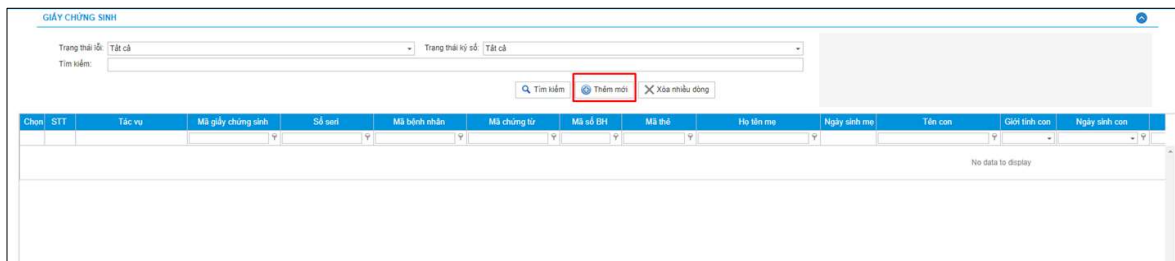 GIẤY CHỨNG SINH
Trạng thái lỗi: Tất cả Trạng thái ký số: Tất cả
Tìm kiếm:
Tìm kiếm Thêm mới Xóa nhiều dòng
Chọn STT Tác vụ Mã giấy chứng sinh Số seri Mã bệnh nhân Mã chứng từ Mã số BH Mã thẻ Họ tên mẹ Ngày sinh mẹ Tên con Giới tính con Ngày sinh con
No data to display